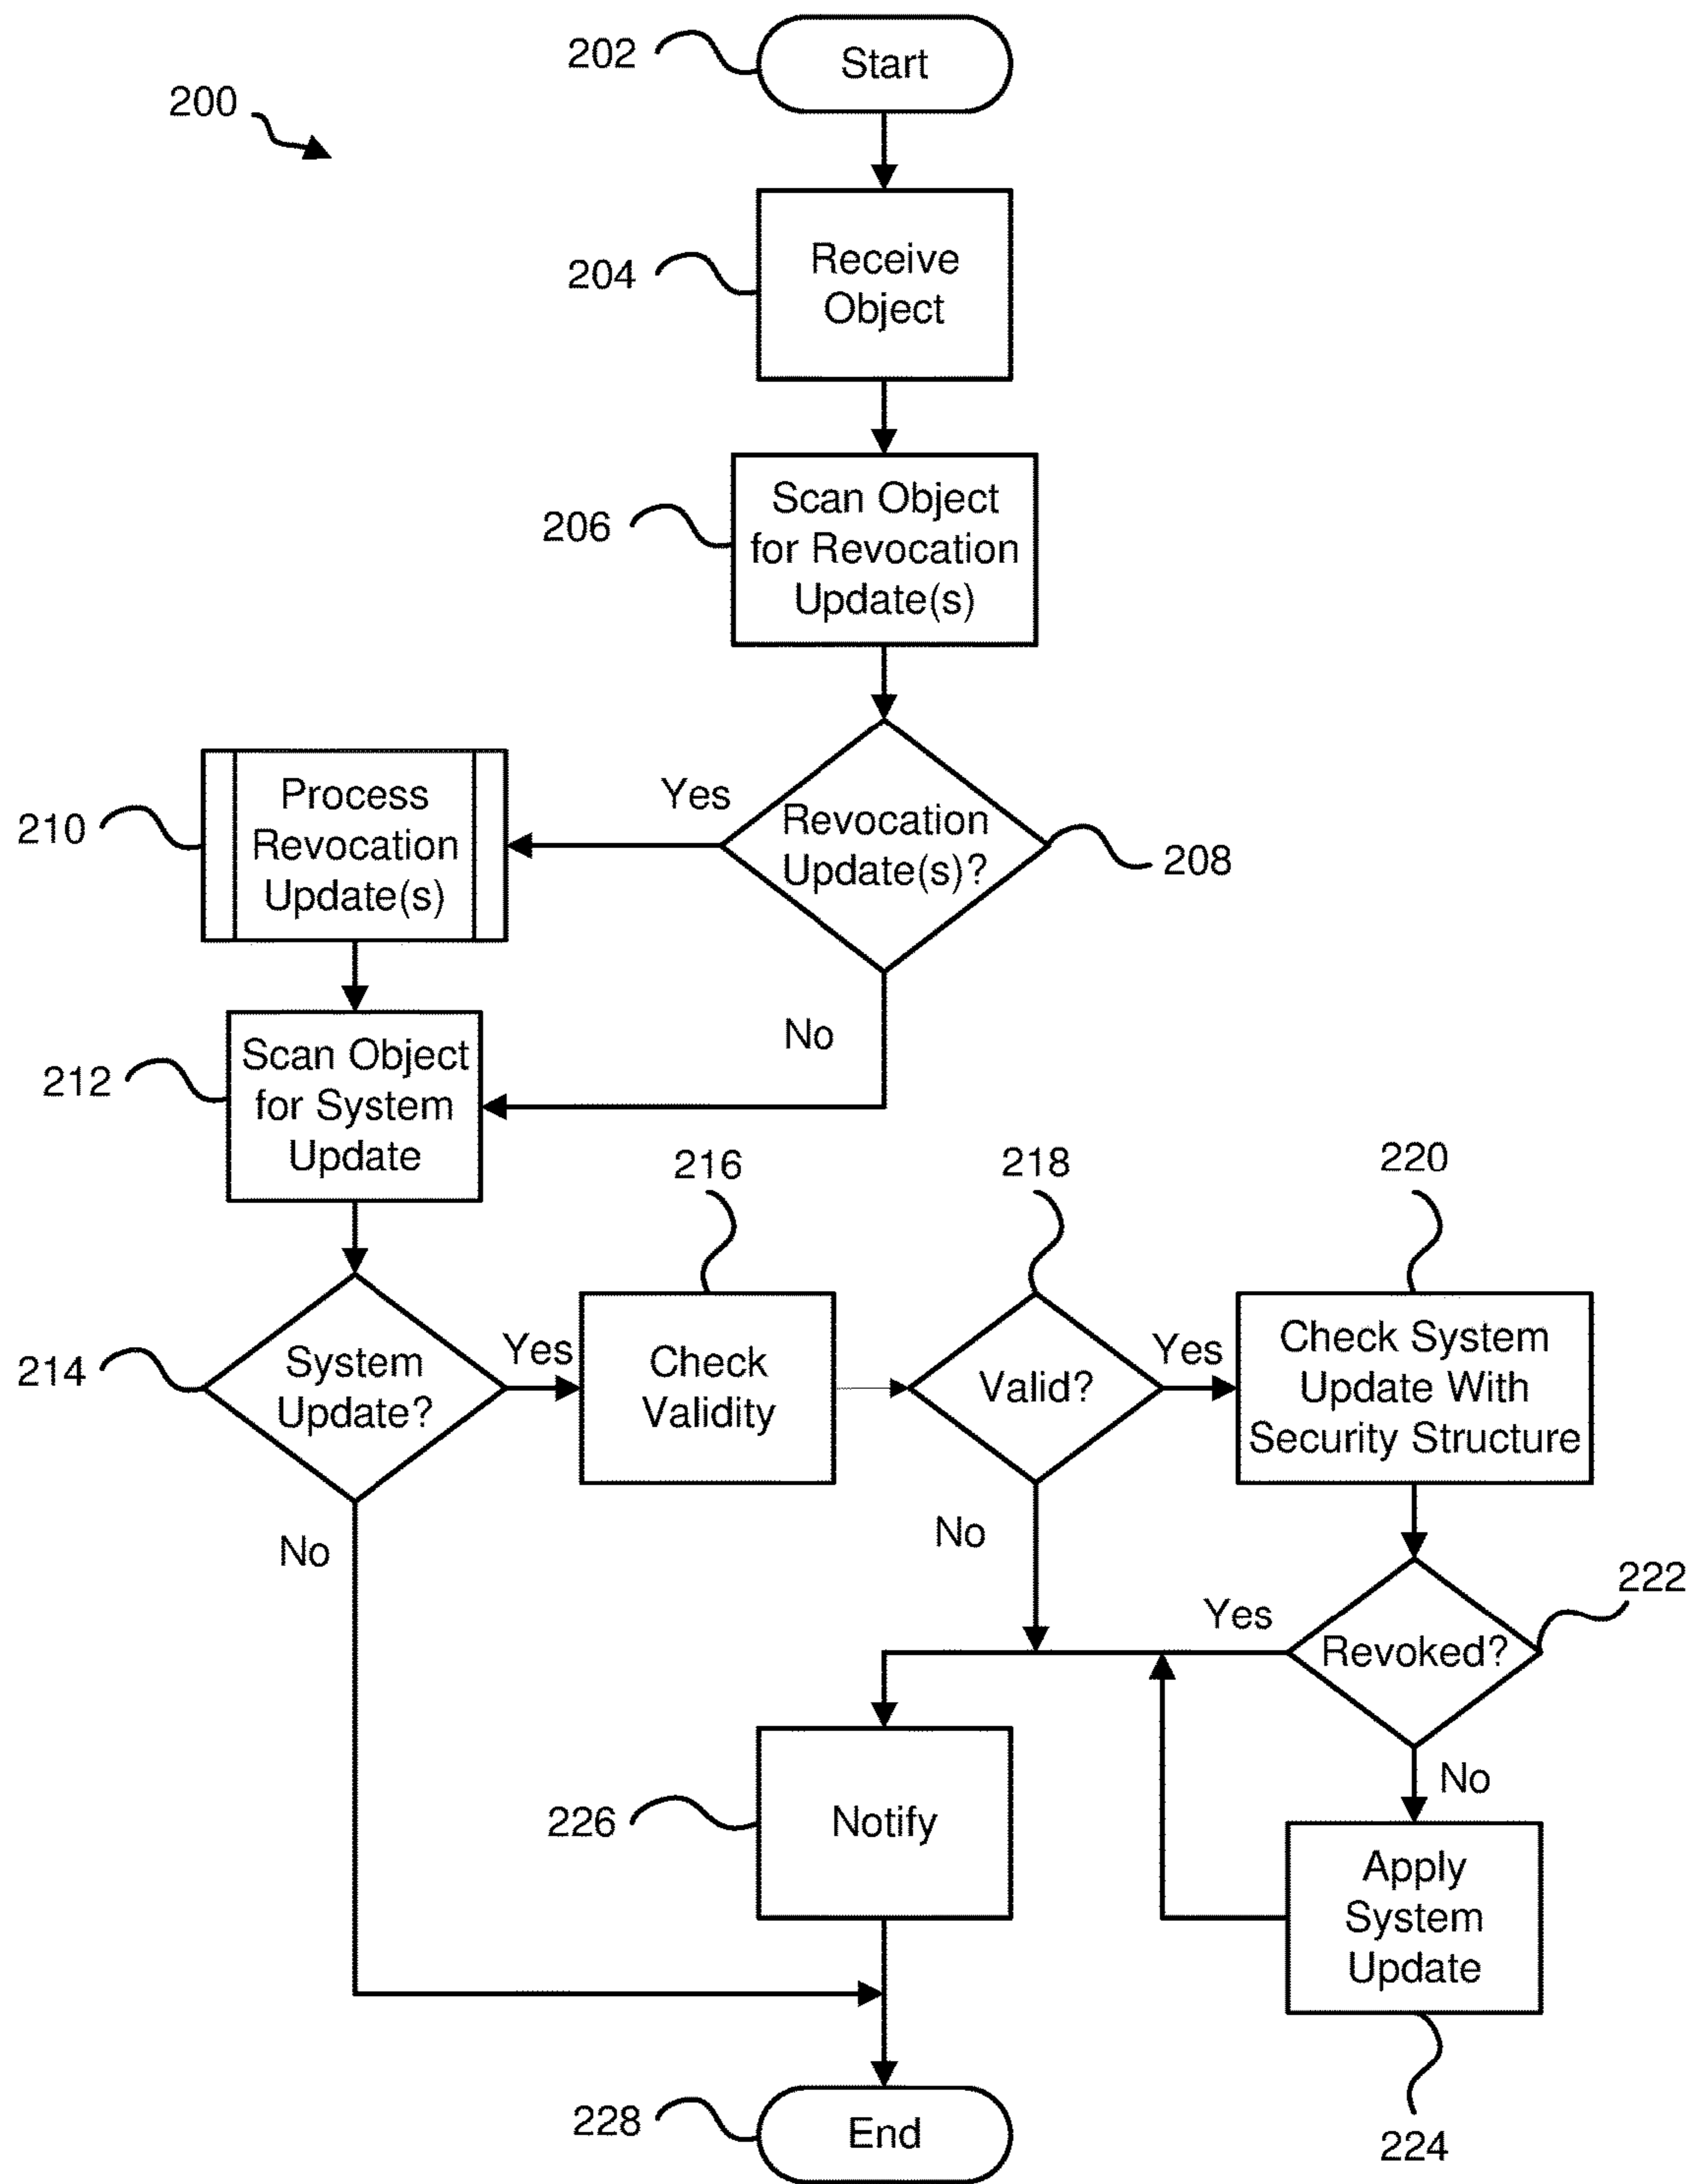 202
Start
200
204
Receive
Object
206
Scan Object
for Revocation
Update(s)
210
Process
Revocation
Update(s)
Yes
Revocation
Update(s)?
208
No
212
Scan Object
for System
Update
214
System
Update?
Yes
No
216
Check
Validity
218
Valid?
Yes
No
220
Check System
Update With
Security Structure
222
Revoked?
Yes
No
226
Notify
Apply
System
Update
224
228
End